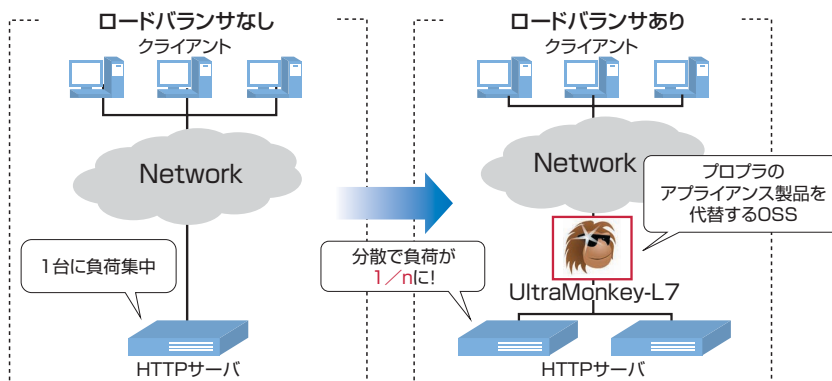 ロードバランサなし
クライアント
Network
1台に負荷集中
HTTPサーバ
ロードバランサあり
クライアント
Network
プロプラの
アプライアンス製品を
代替するOSS
分散で負荷が
1/nに!
UltraMonkey-L7
HTTPサーバ